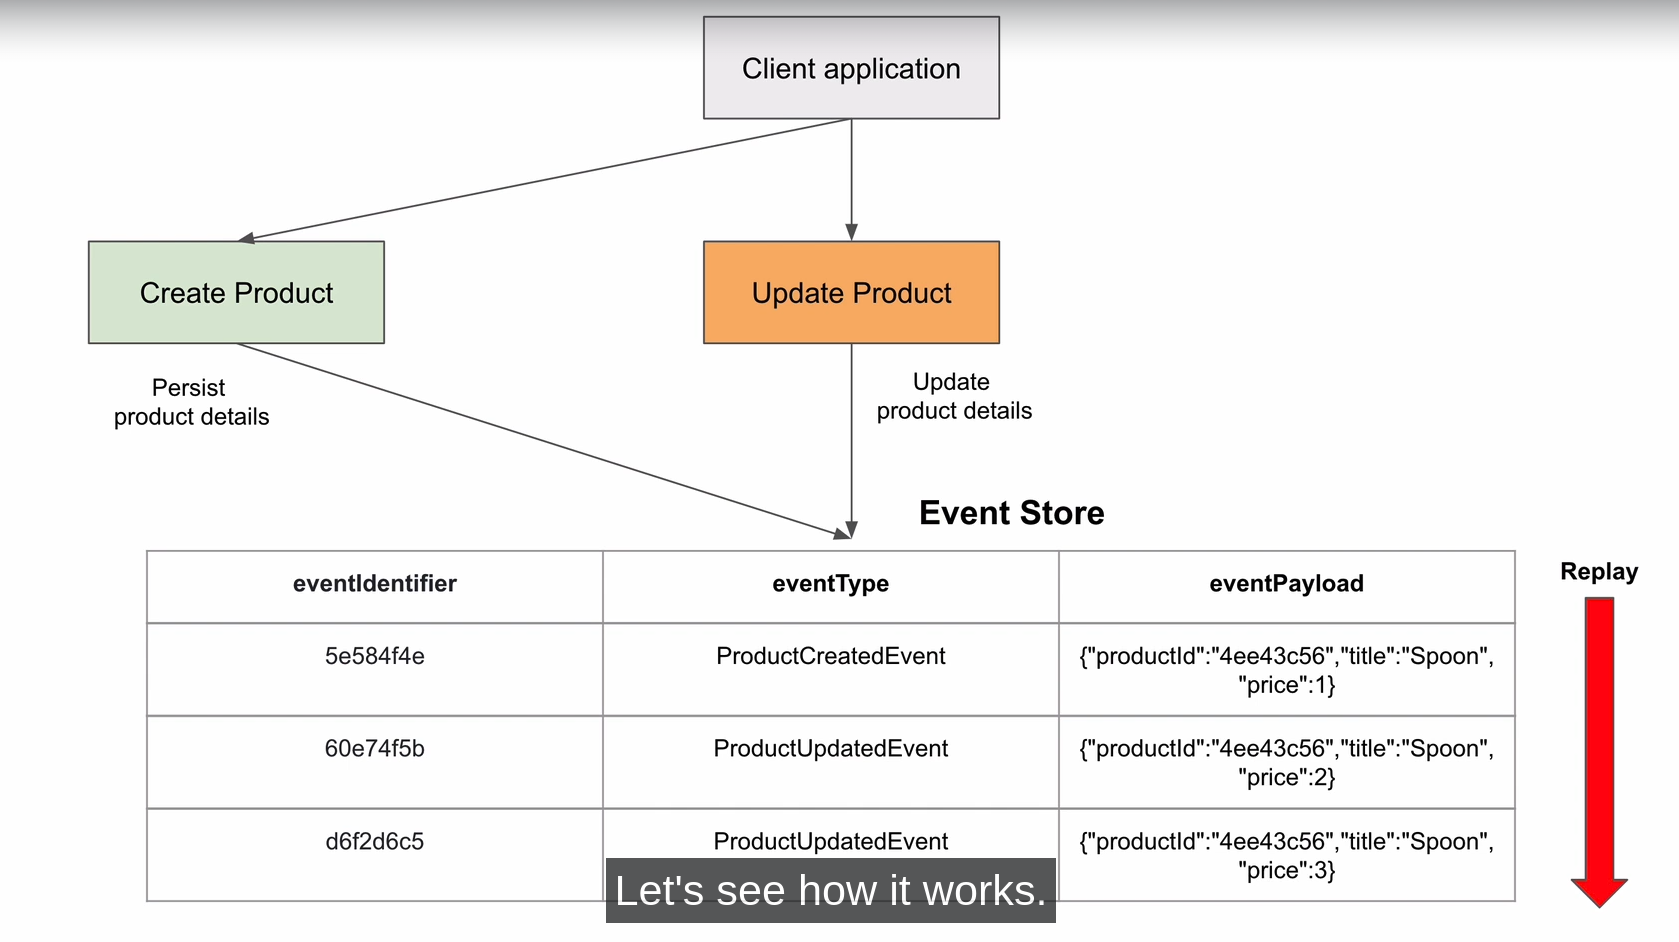 Client application
Create Product
Update Product
Persist
product details
Update
product details
Event Store
Replay
eventIdentifier
eventType
eventPayload
5e584f4e
ProductCreatedEvent
{"productId":"4ee43c56","title":"Spoon",
"price":1}
60e74f5b
ProductUpdatedEvent
{"productId":"4ee43c56","title":"Spoon",
"price":2}
d6f2d6c5
ProductUpdatedEvent
{"productId":"4ee43c56","title":"Spoon",
"price":3}
Let's see how it works.